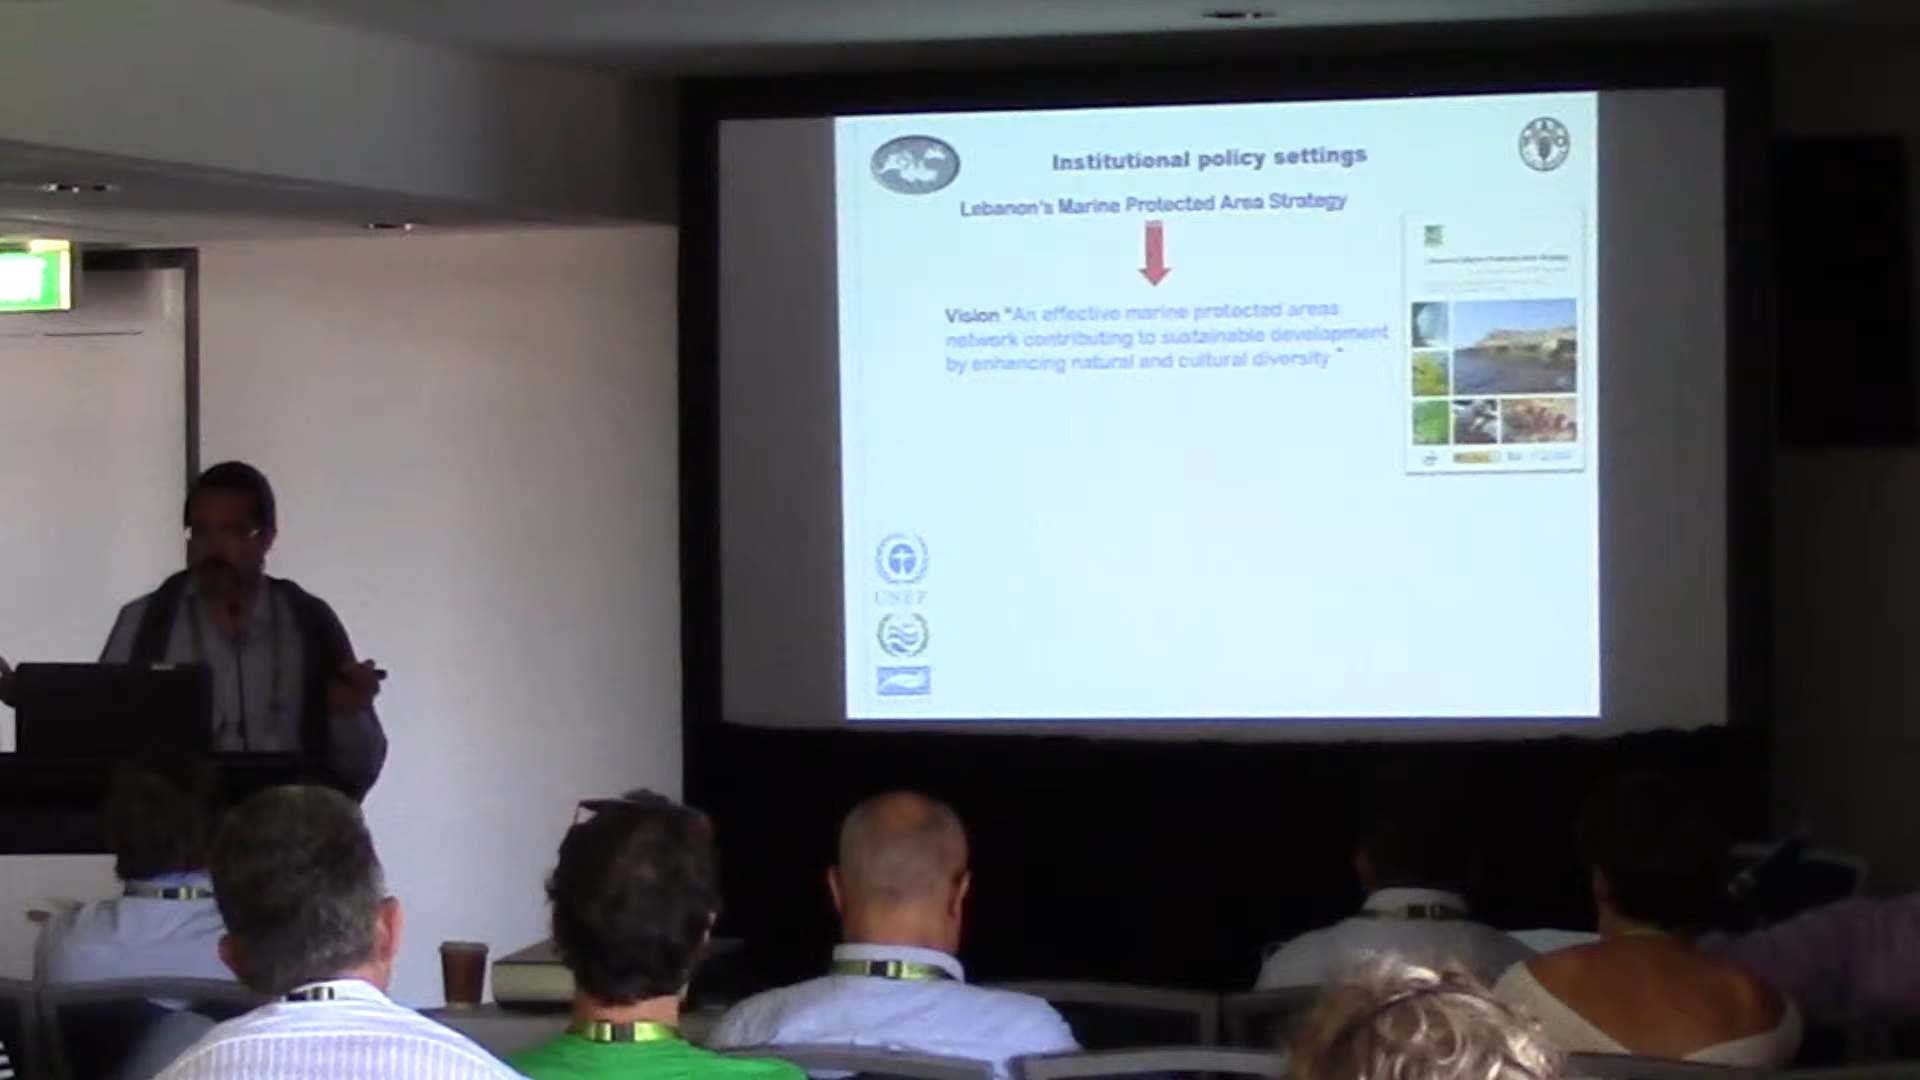 Institutional policy settings
Lebanon's Marine Protected Area Strategy
Vision "An effective marine protected areas
network contributing to sustainable development
by enhancing natural and cultural diversity "
UNEP